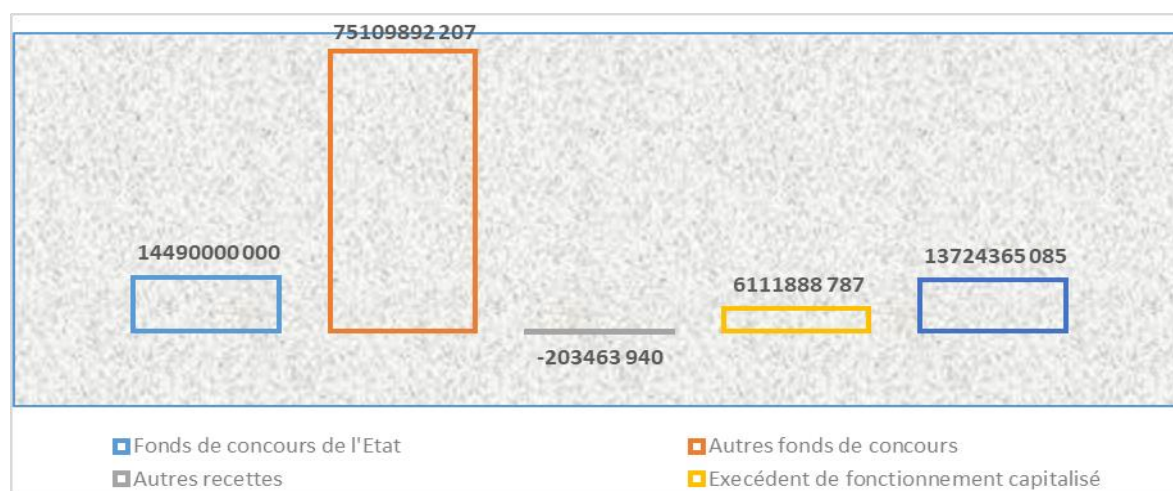 75109892 207
14490000 000
13724365 085
6111888 787
-203463 940
Fonds de concours de l'Etat
Autres fonds de concours
Autres recettes
Execédent de fonctionnement capitalisé